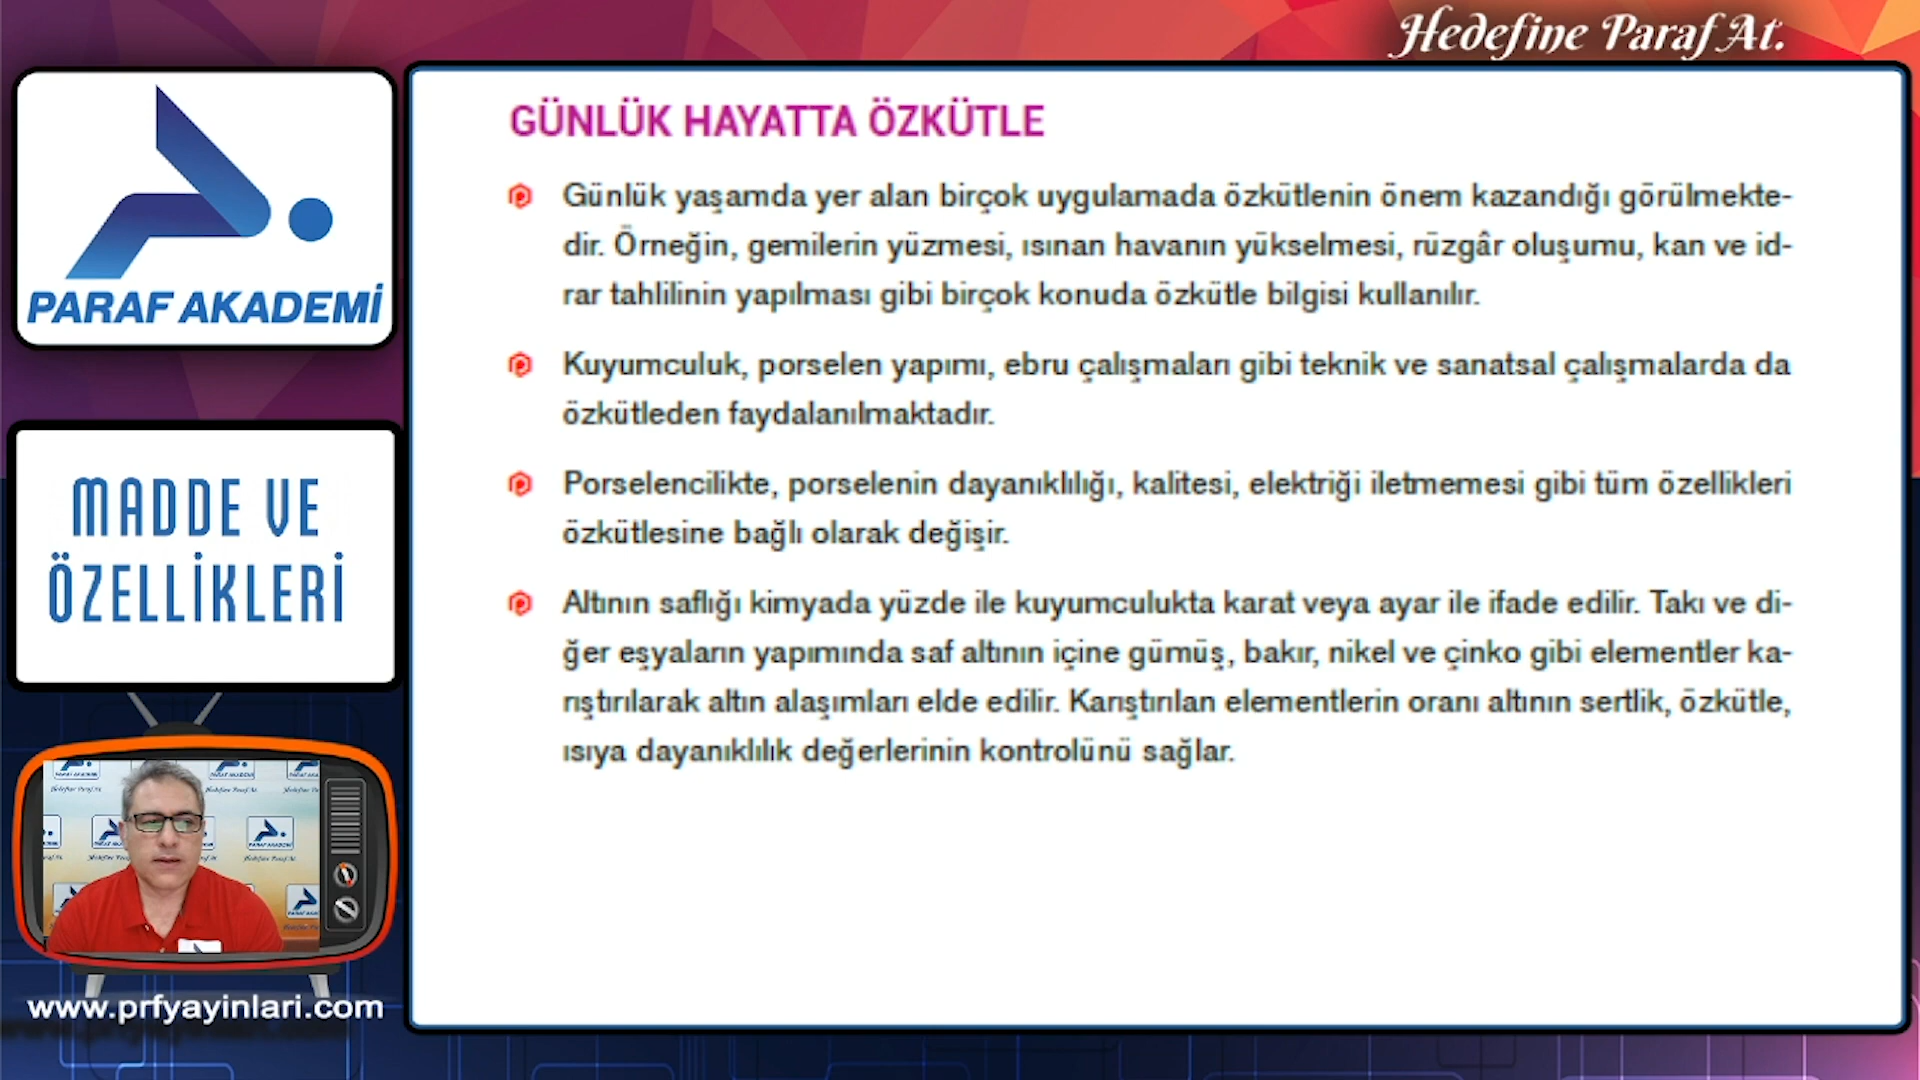 Hedefine Paraf At.
PARAF AKADEMİ
MADDE VE
ÖZELLİKLERİ
www.prfyayinlari.com
GÜNLÜK HAYATTA ÖZKÜTLE
Günlük yaşamda yer alan birçok uygulamada özkütlenin önem kazandığı görülmekte-
dir. Örneğin, gemilerin yüzmesi, ısınan havanın yükselmesi, rüzgâr oluşumu, kan ve id-
rar tahlilinin yapılması gibi birçok konuda özkütle bilgisi kullanılır.
Kuyumculuk, porselen yapımı, ebru çalışmaları gibi teknik ve sanatsal çalışmalarda da
özkütleden faydalanılmaktadır.
Porselencilikte, porselenin dayanıklılığı, kalitesi, elektriği iletmemesi gibi tüm özellikleri
özkütlesine bağlı olarak değişir.
Altının saflığı kimyada yüzde ile kuyumculukta karat veya ayar ile ifade edilir. Takı ve di-
ğer eşyaların yapımında saf altının içine gümüş, bakır, nikel ve çinko gibi elementler ka-
rıştırılarak altın alaşımları elde edilir. Karıştırılan elementlerin oranı altının sertlik, özkütle,
ısıya dayanıklılık değerlerinin kontrolünü sağlar.